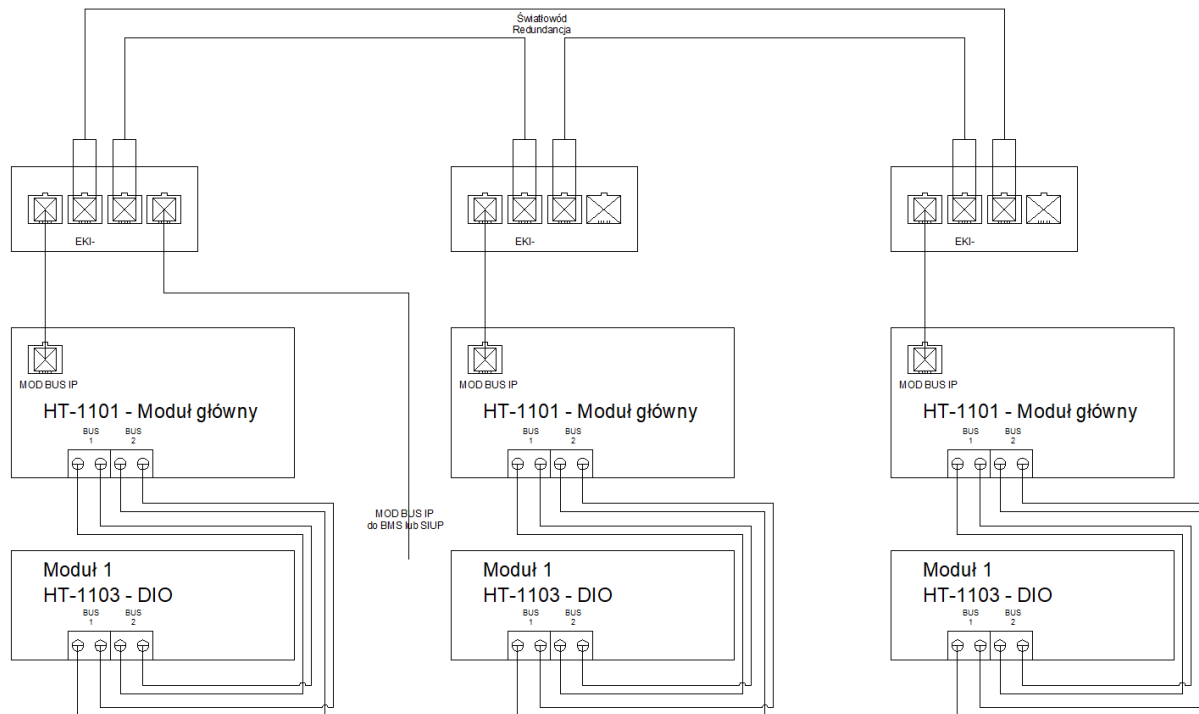 Światłowód
Redundancja
EKI-
EKI-
EKI-
MOD BUS IP
MOD BUS IP
MOD BUS IP
HT-1101 - Moduł główny
HT-1101 - Moduł główny
HT-1101 - Moduł główny
BUS 1
BUS 2
BUS 1
BUS 2
BUS 1
BUS 2
MOD BUS IP
do BMS lub SIUP
Moduł 1
HT-1103 - DIO
Moduł 1
HT-1103 - DIO
Moduł 1
HT-1103 - DIO
BUS 1
BUS 2
BUS 1
BUS 2
BUS 1
BUS 2